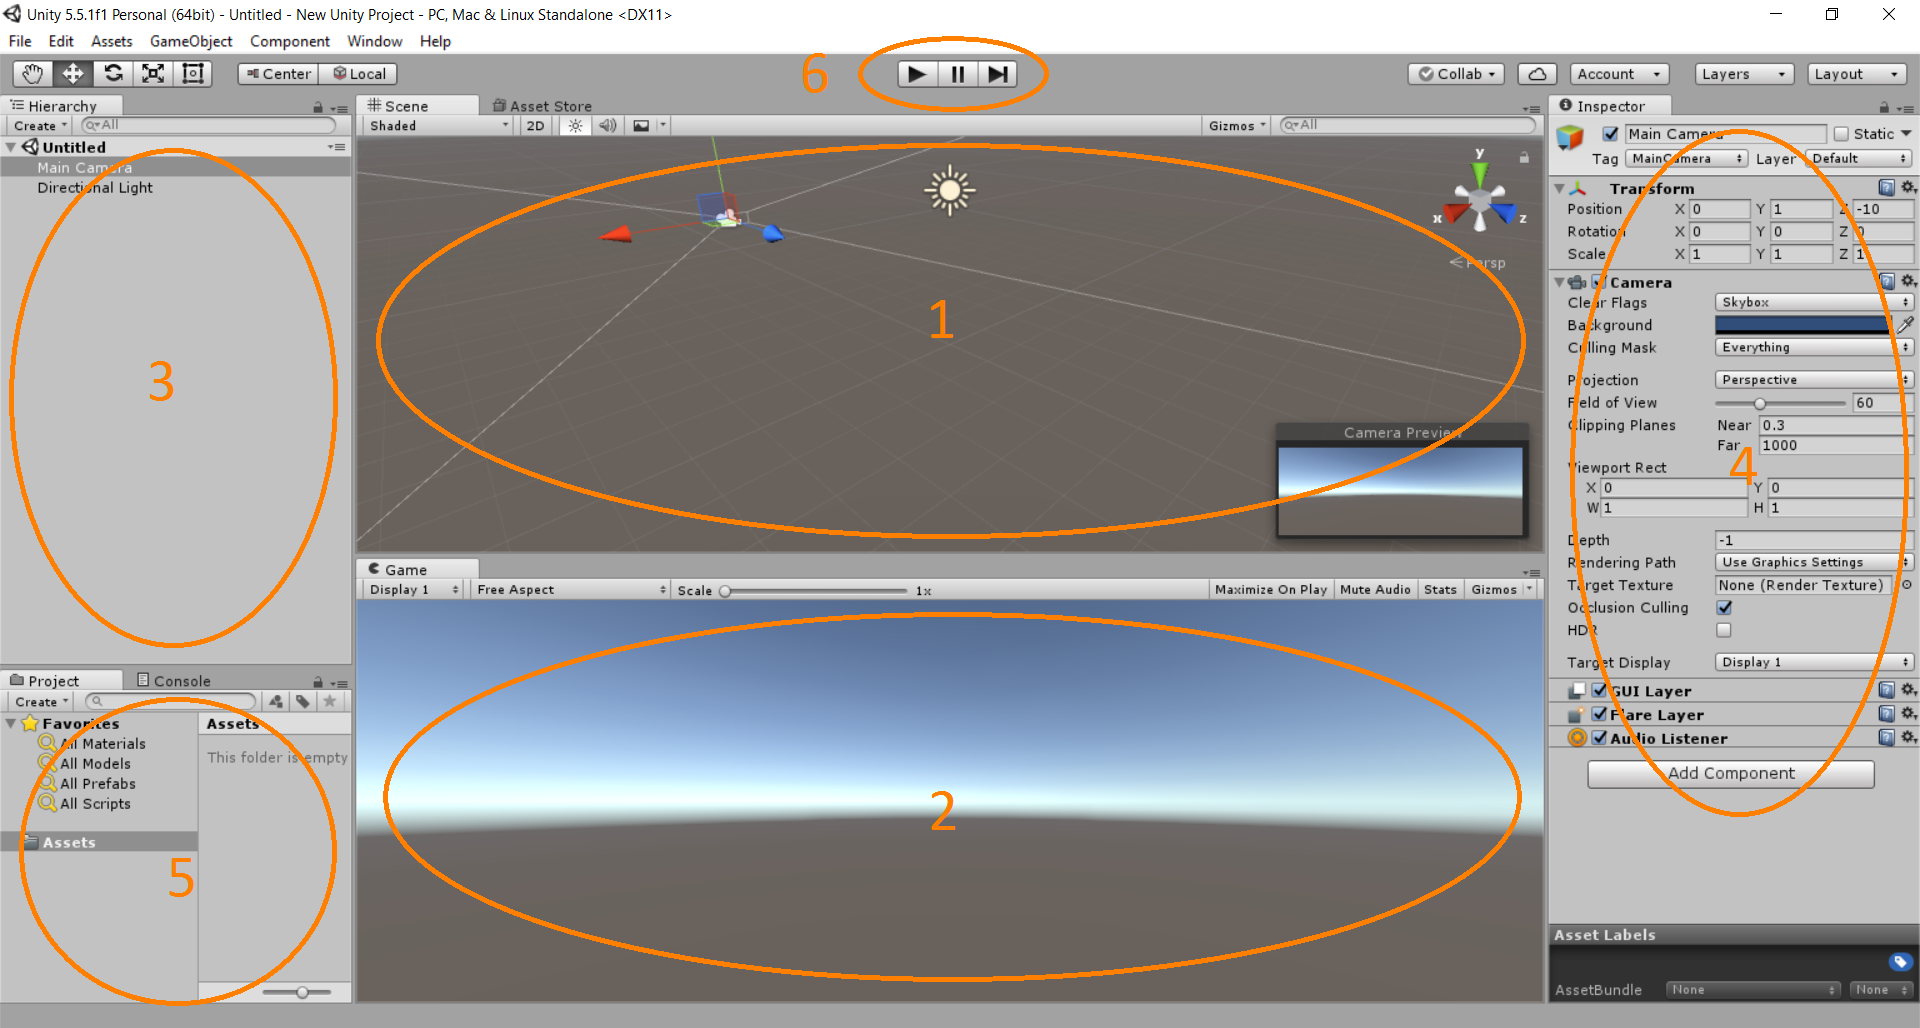 Unity 5.5.1f1 Personal (64bit) - Untitled - New Unity Project - PC, Mac & Linux Standalone <DX11>
File Edit Assets GameObject Component Window Help
Center Local
6
Collab Account Layers Layout
Hierarchy
Create All
Untitled
Main Camera
Directional Light
3
Scene Asset Store
Shaded 2D Gizmos All
y
x z
Persp
1
Camera Preview
Game
Display 1 Free Aspect Scale 1x Maximize On Play Mute Audio Stats Gizmos
2
Project Console
Create
Favorites
All Materials
All Models
All Prefabs
All Scripts
Assets
Assets
This folder is empty
5
Inspector
Main Camera Static
Tag MainCamera Layer Default
Transform
Position X 0 Y 1 Z -10
Rotation X 0 Y 0 Z 0
Scale X 1 Y 1 Z 1
Camera
Clear Flags Skybox
Background
Culling Mask Everything
Projection Perspective
Field of View 60
Clipping Planes Near 0.3
Far 1000
4
Viewport Rect
X 0 Y 0
W 1 H 1
Depth -1
Rendering Path Use Graphics Settings
Target Texture None (Render Texture)
Occlusion Culling
HDR
Target Display Display 1
GUI Layer
Flare Layer
Audio Listener
Add Component
Asset Labels
AssetBundle None None